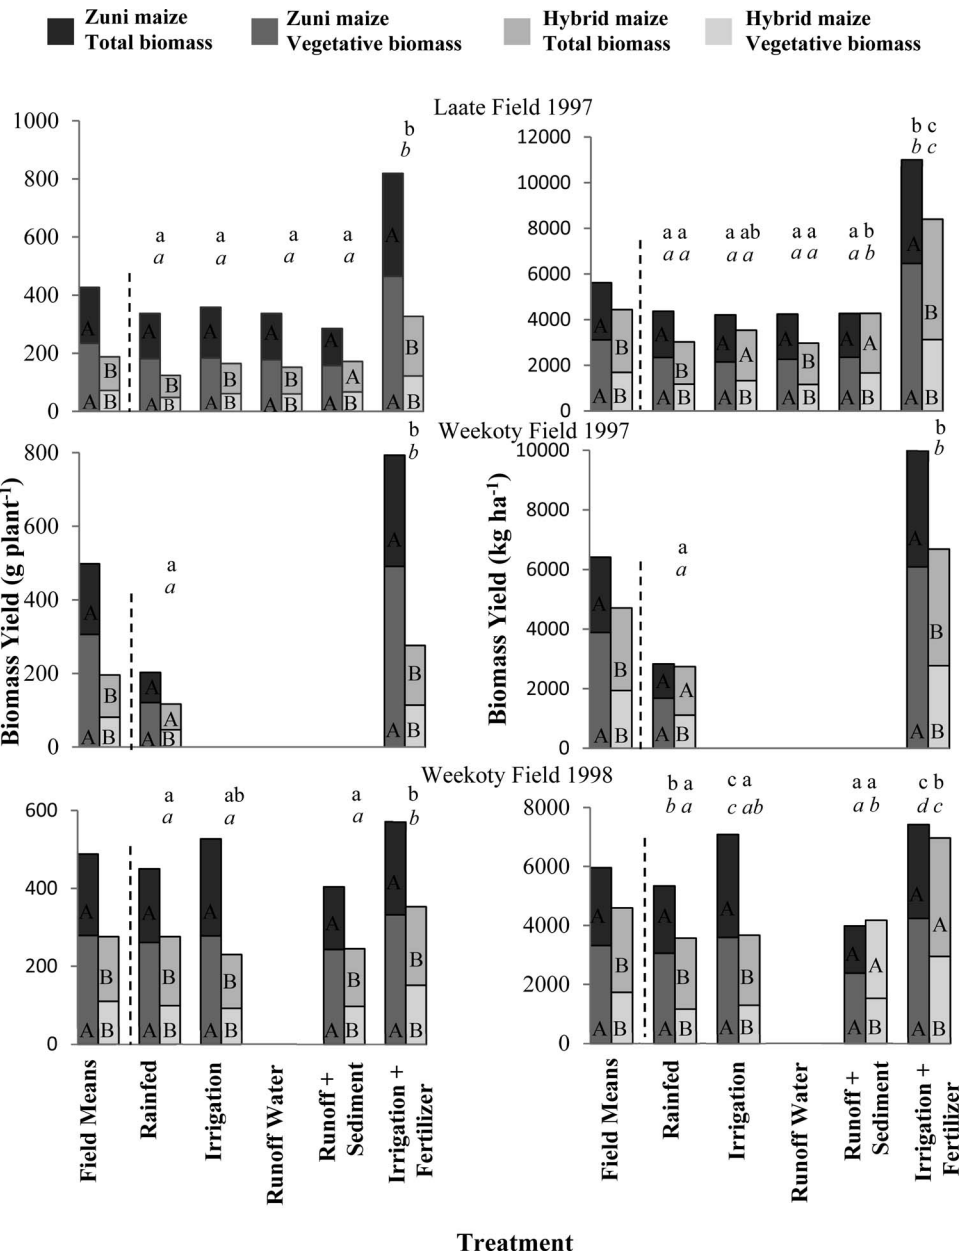 Zuni maize
Total biomass
Zuni maize
Vegetative biomass
Hybrid maize
Total biomass
Hybrid maize
Vegetative biomass
Laate Field 1997
1000
800
600
400
200
0
b
b
a a a a
a a a a
A B A B A B A B A A A B
A B A B A B A B A B A B
12000
10000
8000
6000
4000
2000
0
b c
b c
a a a ab a a a b
a a a a a a a b
A B A B A A A B A A A B
A B A B A B A B A B A B
Weekoty Field 1997
Biomass Yield (g plant-1)
800
600
400
200
0
b
b
a
a
A B A A A B
A B A B A B
Biomass Yield (kg ha-1)
10000
8000
6000
4000
2000
0
b
b
a
a
A B A A A B
A B A B A B
Weekoty Field 1998
600
400
200
0
a ab a b
a a a b
A B A B A B A B A B
A B A B A B A B A B
8000
6000
4000
2000
0
b a c a a a c b
b a c ab a b d c
A B A B A B A A A A
A B A B A B A B A B
Field Means
Rainfed
Irrigation
Runoff Water
Runoff +
Sediment
Irrigation +
Fertilizer
Field Means
Rainfed
Irrigation
Runoff Water
Runoff +
Sediment
Irrigation +
Fertilizer
Treatment